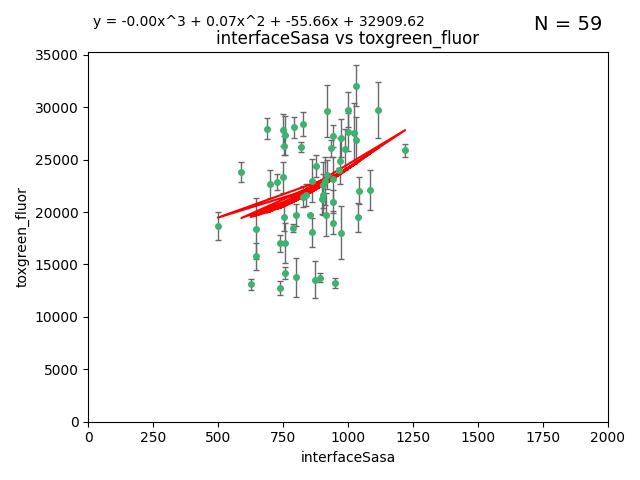 y = -0.00x^3 + 0.07x^2 + -55.66x + 32909.62
N = 59
interfaceSasa vs toxgreen_fluor
35000
30000
25000
20000
15000
10000
5000
0
toxgreen_fluor
0 250 500 750 1000 1250 1500 1750 2000
interfaceSasa